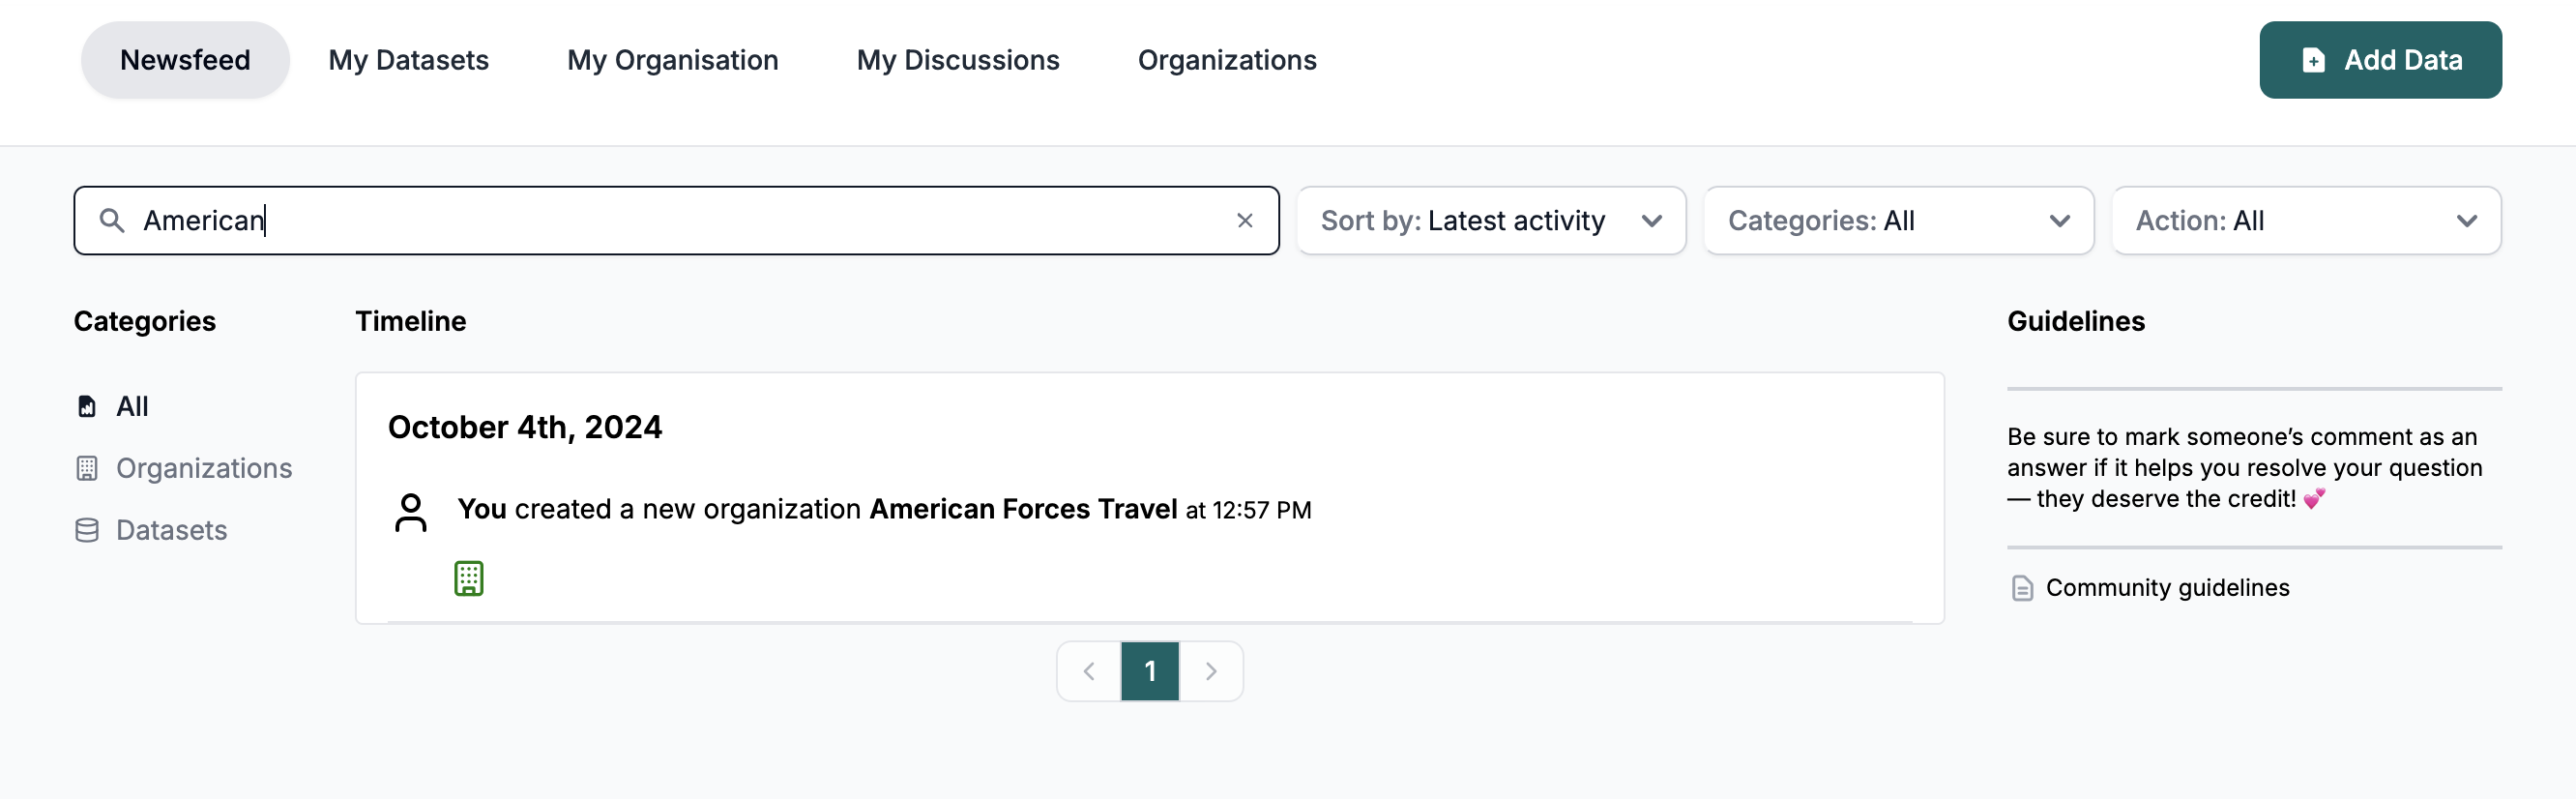 Newsfeed
My Datasets
My Organisation
My Discussions
Organizations
Add Data
American
Sort by: Latest activity
Categories: All
Action: All
Categories
All
Organizations
Datasets
Timeline
October 4th, 2024
You created a new organization American Forces Travel at 12:57 PM
1
Guidelines
Be sure to mark someone’s comment as an
answer if it helps you resolve your question
— they deserve the credit! 💕
Community guidelines